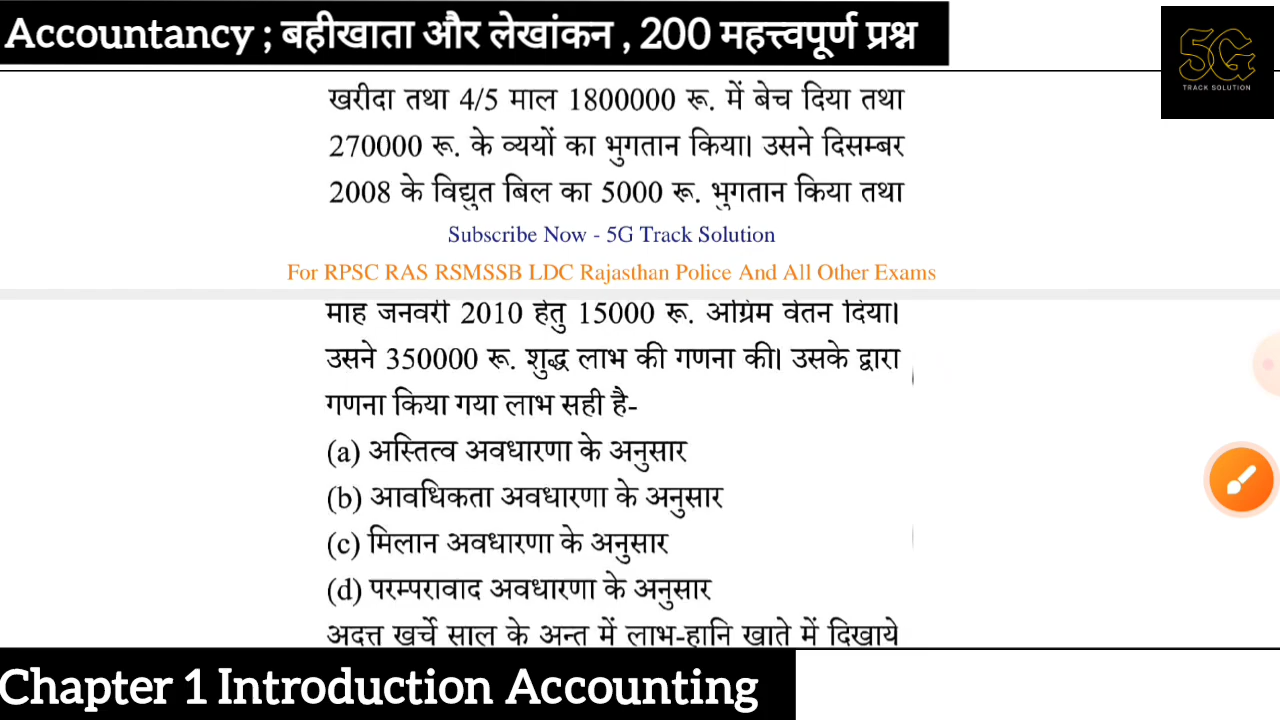 Accountancy ; बहीखाता और लेखांकन , 200 महत्त्वपूर्ण प्रश्न
5G
TRACK SOLUTION
खरीदा तथा 4/5 माल 1800000 रू. में बेच दिया तथा
270000 रू. के व्ययों का भुगतान किया। उसने दिसम्बर
2008 के विद्युत बिल का 5000 रू. भुगतान किया तथा
Subscribe Now - 5G Track Solution
For RPSC RAS RSMSSB LDC Rajasthan Police And All Other Exams
माह जनवरी 2010 हेतु 15000 रू. अग्रिम वेतन दिया।
उसने 350000 रू. शुद्ध लाभ की गणना की। उसके द्वारा
गणना किया गया लाभ सही है-
(a) अस्तित्व अवधारणा के अनुसार
(b) आवधिकता अवधारणा के अनुसार
(c) मिलान अवधारणा के अनुसार
(d) परम्परावाद अवधारणा के अनुसार
अदत्त खर्चे साल के अन्त में लाभ-हानि खाते में दिखाये
Chapter 1 Introduction Accounting